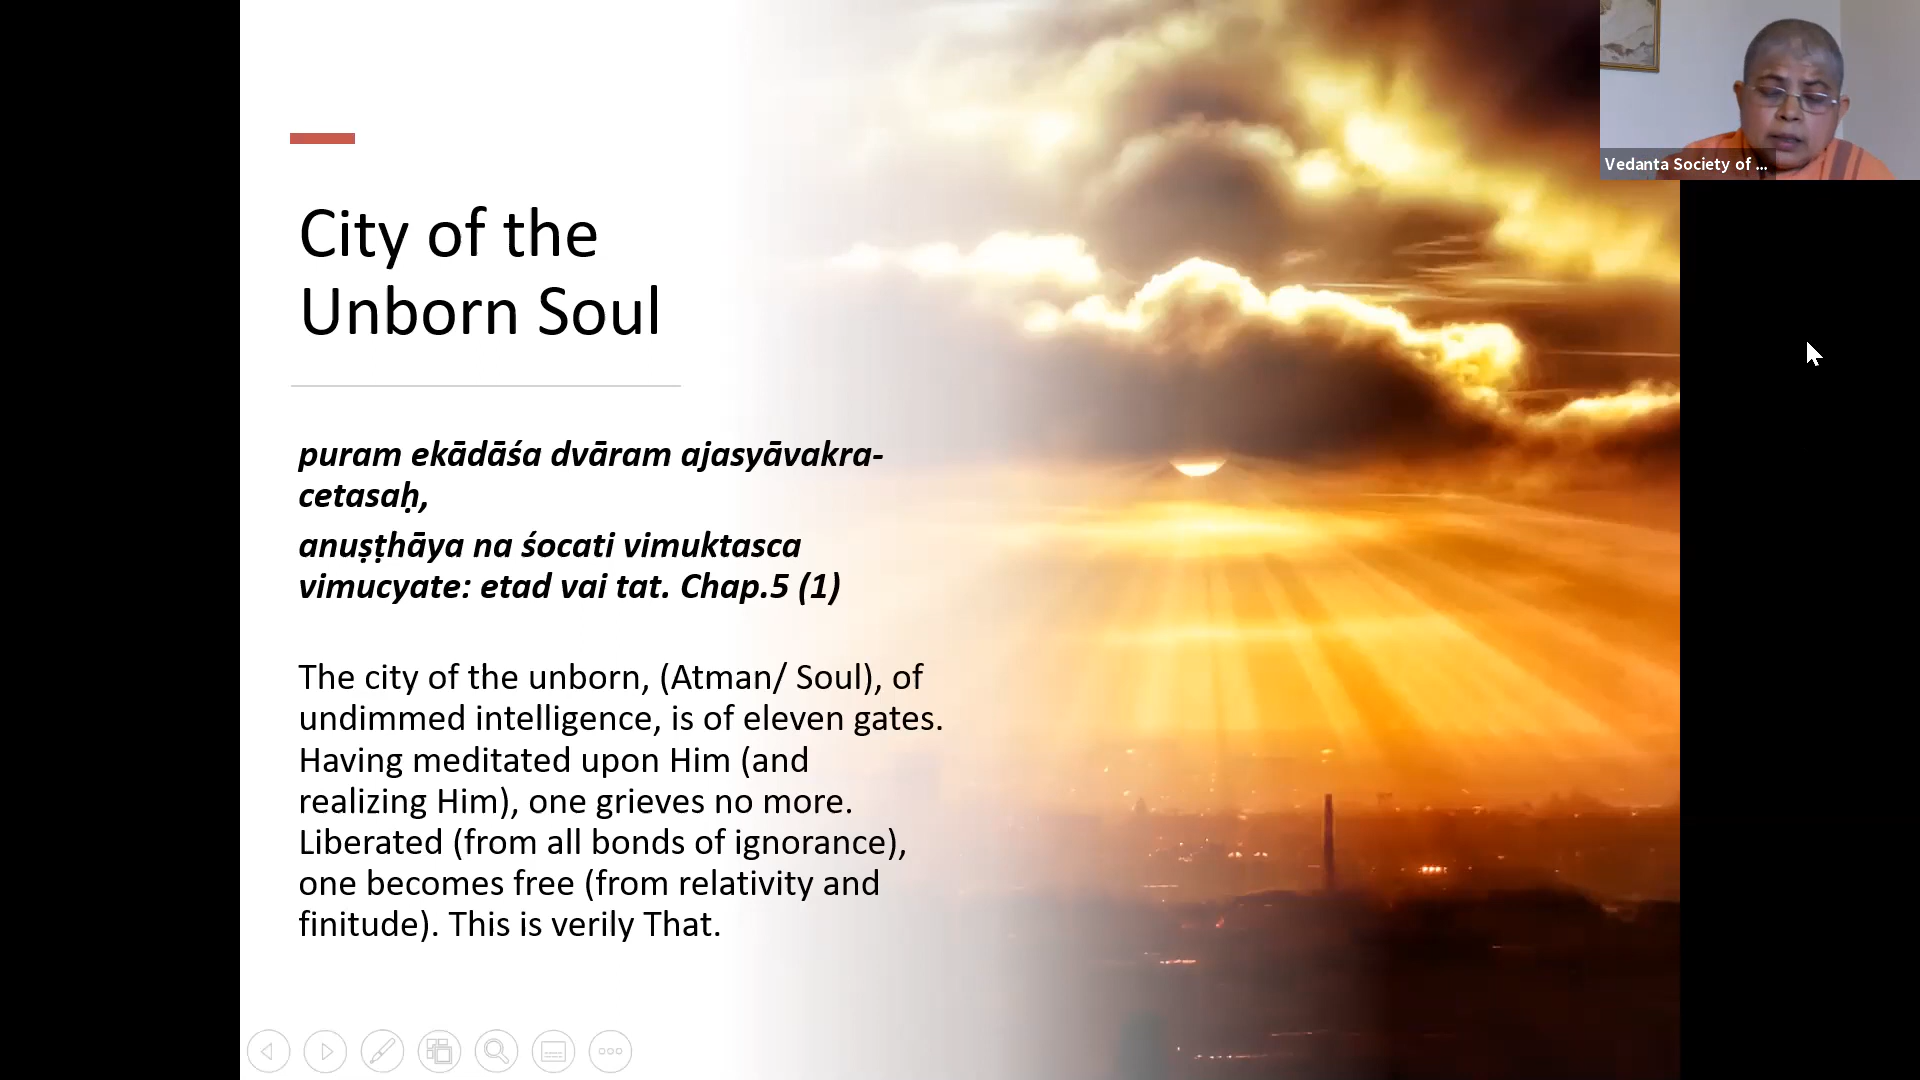 City of the
Unborn Soul
puram ekādāśa dvāram ajasyāvakra-
cetasaḥ,
anuṣṭhāya na śocati vimuktasca
vimucyate: etad vai tat. Chap.5 (1)
The city of the unborn, (Atman/ Soul), of
undimmed intelligence, is of eleven gates.
Having meditated upon Him (and
realizing Him), one grieves no more.
Liberated (from all bonds of ignorance),
one becomes free (from relativity and
finitude). This is verily That.
Vedanta Society of ...